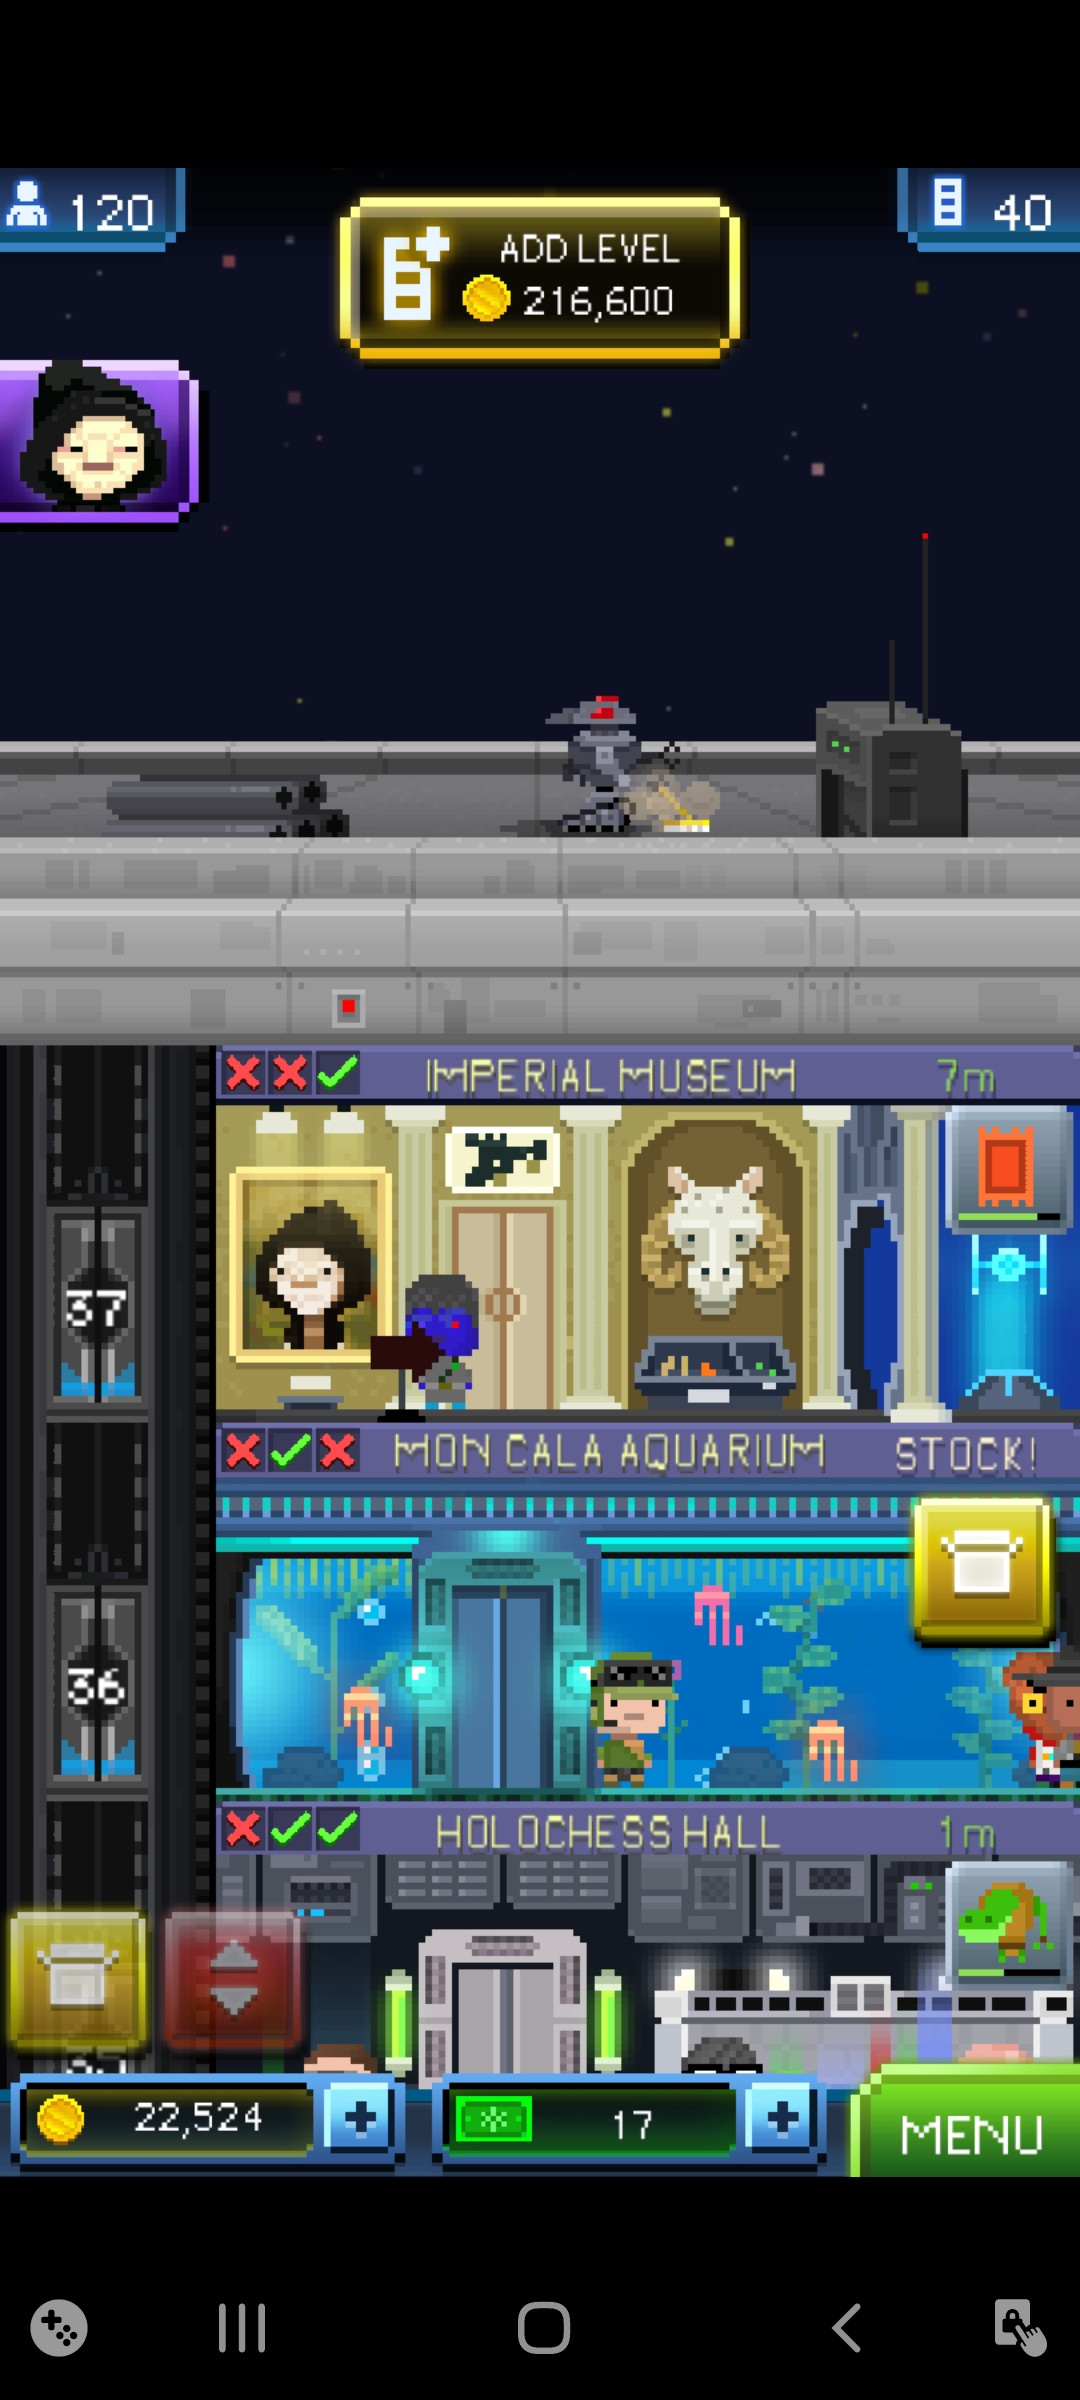 120
ADD LEVEL
216,600
40
IMPERIAL MUSEUM 7m
37
MON CALA AQUARIUM STOCK!
36
HOLOCHESS HALL 1m
22,524
17
MENU